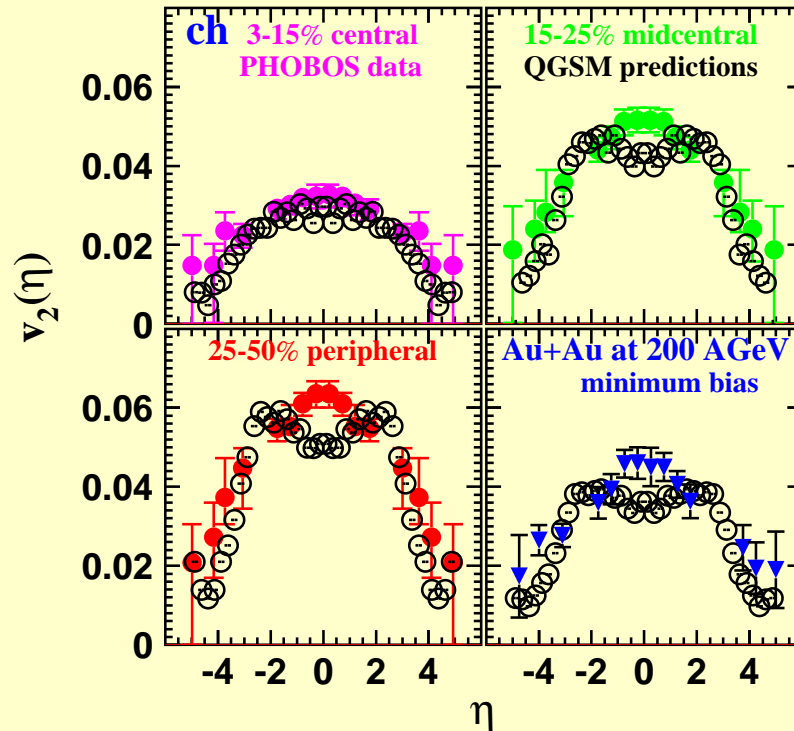 ch 3-15% central
PHOBOS data
15-25% midcentral
QGSM predictions
0.06
0.04
0.02
0
v2(η)
25-50% peripheral
Au+Au at 200 AGeV
minimum bias
0.06
0.04
0.02
0
-4 -2 0 2 4
-4 -2 0 2 4
η